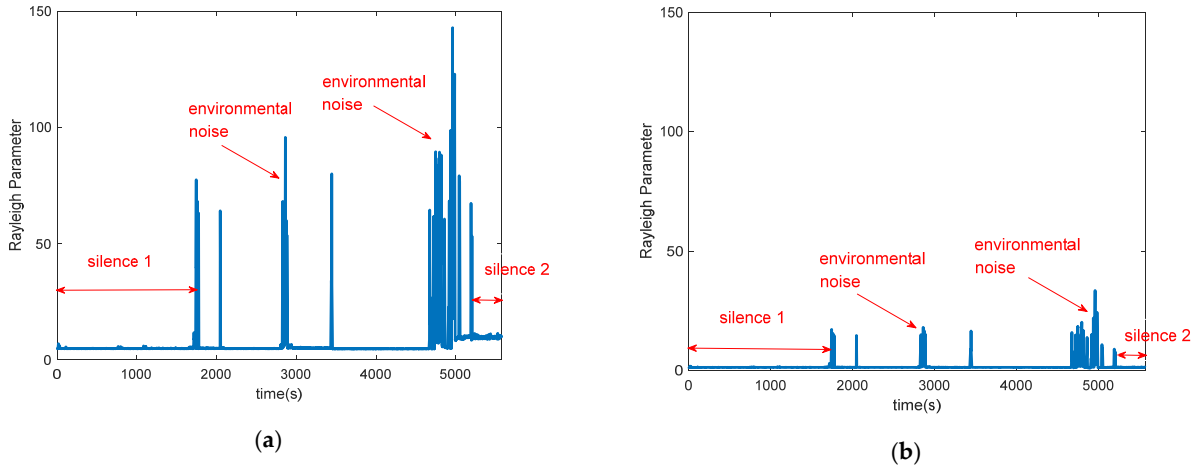 150
100
50
0
Rayleigh Parameter
environmental
noise
environmental
noise
silence 1
silence 2
0
1000
2000
3000
4000
5000
time(s)
(a)
150
100
50
0
Rayleigh Parameter
environmental
noise
environmental
noise
silence 1
silence 2
0
1000
2000
3000
4000
5000
time(s)
(b)